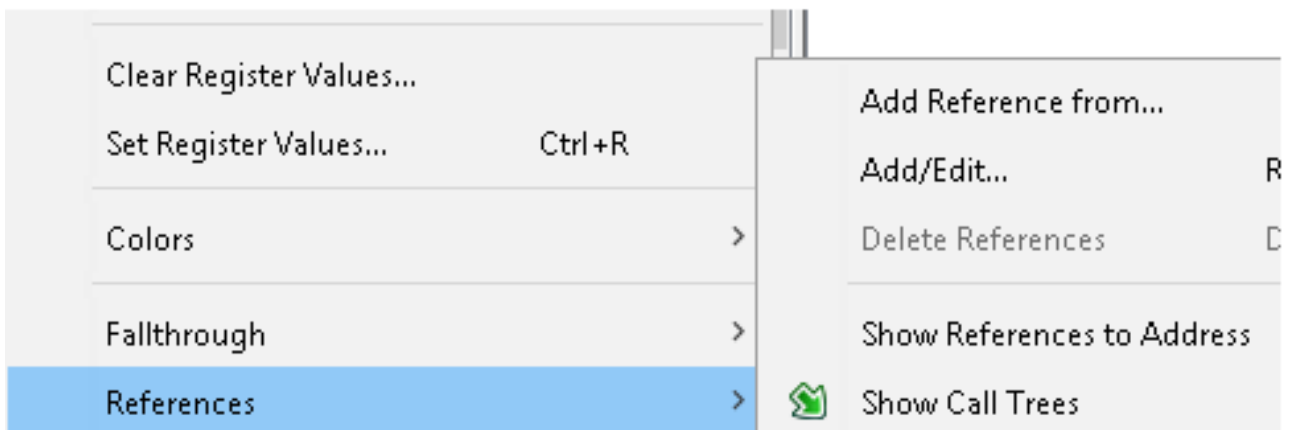 Clear Register Values...
Set Register Values... Ctrl+R
Colors
Fallthrough
References
Add Reference from...
Add/Edit... R
Delete References D
Show References to Address
Show Call Trees